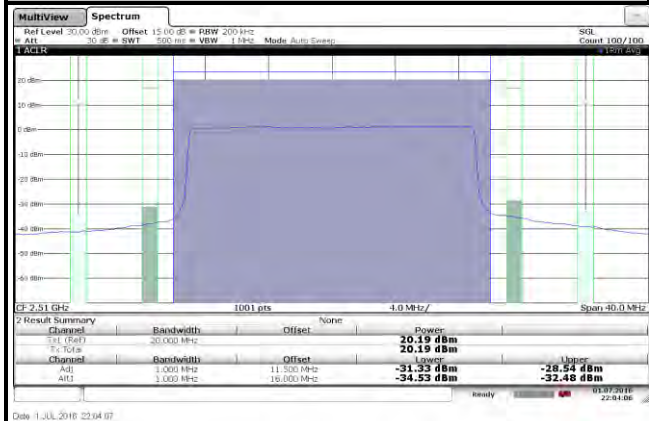 MultiView Spectrum
Ref Level 30.00 dBm Offset 15.00 dB RBW 200 kHz SGL
Att 30 dB SWT 500 ms VBW 1 MHz Mode Auto Sweep Count 100/100
1 ACLR 1Rm Avg
20 dBm
10 dBm
0 dBm
-10 dBm
-20 dBm
-30 dBm
-40 dBm
-50 dBm
-60 dBm
CF 2.51 GHz 1001 pts 4.0 MHz/ Span 40.0 MHz
2 Result Summary None
Channel Bandwidth Offset Power
Tx1 (Ref) 20.000 MHz 20.19 dBm
Tx Total 20.19 dBm
Channel Bandwidth Offset Lower Upper
Adj 1.000 MHz 11.500 MHz -31.33 dBm -28.54 dBm
Alt1 1.000 MHz 16.000 MHz -34.53 dBm -32.48 dBm
Ready 01.07.2016
22:04:06
Date: 1.JUL.2016 22:04:07